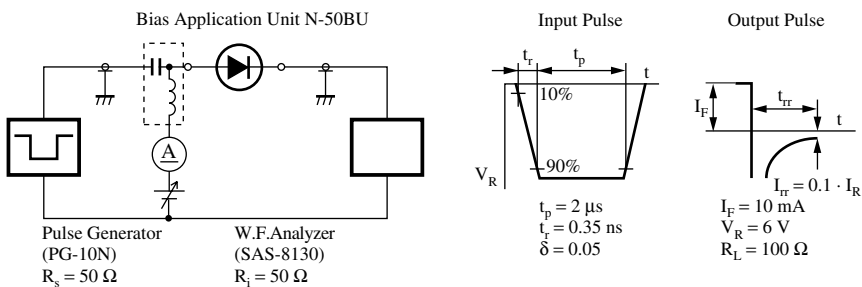 Bias Application Unit N-50BU
A
Pulse Generator
(PG-10N)
R_s = 50 Ω
W.F.Analyzer
(SAS-8130)
R_i = 50 Ω
Input Pulse
t_r
t_p
t
10%
90%
V_R
t_p = 2 μs
t_r = 0.35 ns
δ = 0.05
Output Pulse
I_F
t_rr
t
I_rr = 0.1 · I_R
I_F = 10 mA
V_R = 6 V
R_L = 100 Ω